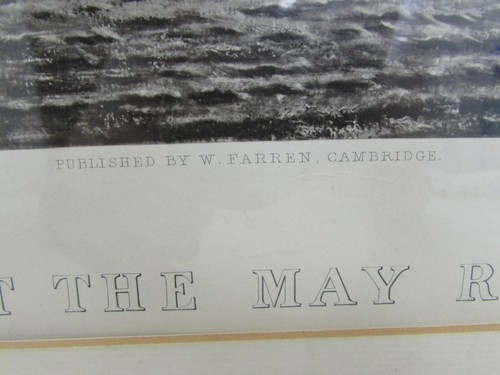 PUBLISHED BY W. FARREN, CAMBRIDGE.
T THE MAY R